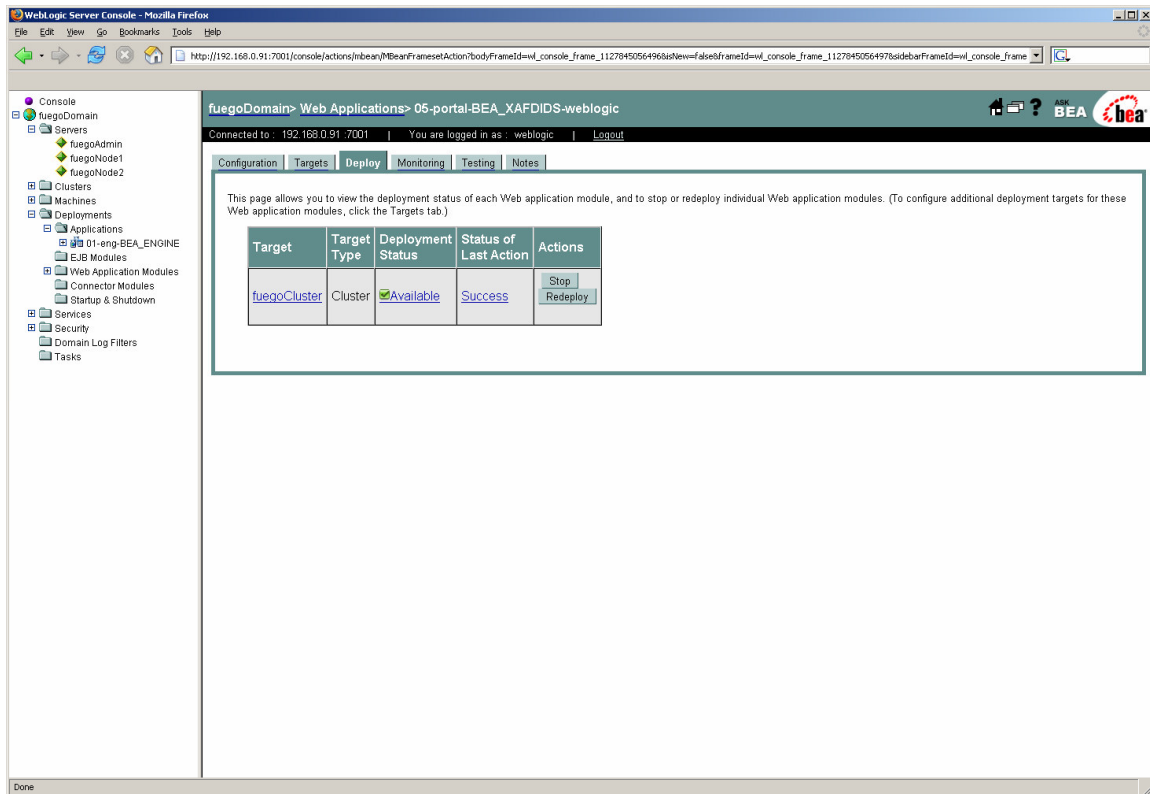 WebLogic Server Console - Mozilla Firefox
File Edit View Go Bookmarks Tools Help
http://192.168.0.91:7001/console/actions/mbean/MBeanFramesetAction?bodyFrameId=wl_console_frame_1127845056496&isNew=false&frameId=wl_console_frame_1127845056497&sidebarFrameId=wl_console_frame
Console
fuegoDomain
Servers
fuegoAdmin
fuegoNode1
fuegoNode2
Clusters
Machines
Deployments
Applications
01-eng-BEA_ENGINE
EJB Modules
Web Application Modules
Connector Modules
Startup & Shutdown
Services
Security
Domain Log Filters
Tasks
fuegoDomain> Web Applications> 05-portal-BEA_XAFDIDS-weblogic
? ASK BEA bea
Connected to : 192.168.0.91 :7001 | You are logged in as : weblogic | Logout
Configuration Targets Deploy Monitoring Testing Notes
This page allows you to view the deployment status of each Web application module, and to stop or redeploy individual Web application modules. (To configure additional deployment targets for these
Web application modules, click the Targets tab.)
Target Target Type Deployment Status Status of Last Action Actions
fuegoCluster Cluster Available Success Stop Redeploy
Done